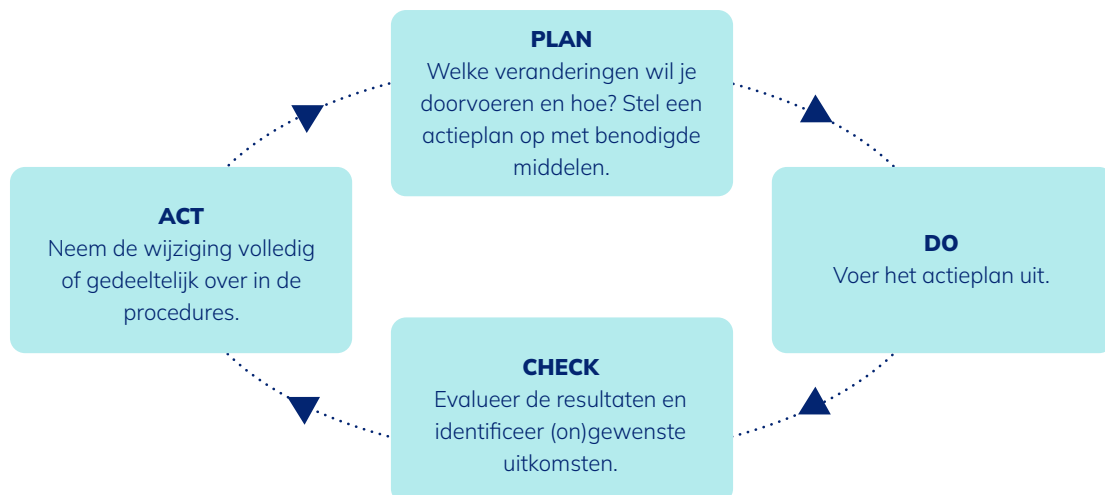 PLAN
Welke veranderingen wil je
doorvoeren en hoe? Stel een
actieplan op met benodigde
middelen.
ACT
Neem de wijziging volledig
of gedeeltelijk over in de
procedures.
DO
Voer het actieplan uit.
CHECK
Evalueer de resultaten en
identificeer (on)gewenste
uitkomsten.